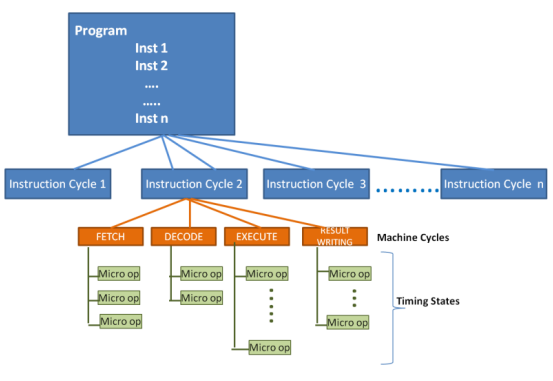 Program
Inst 1
Inst 2
....
.....
Inst n
Instruction Cycle 1
Instruction Cycle 2
Instruction Cycle 3
Instruction Cycle n
FETCH
DECODE
EXECUTE
RESULT
WRITING
Machine Cycles
Micro op
Micro op
Micro op
Micro op
Micro op
Micro op
Micro op
Micro op
Micro op
Timing States